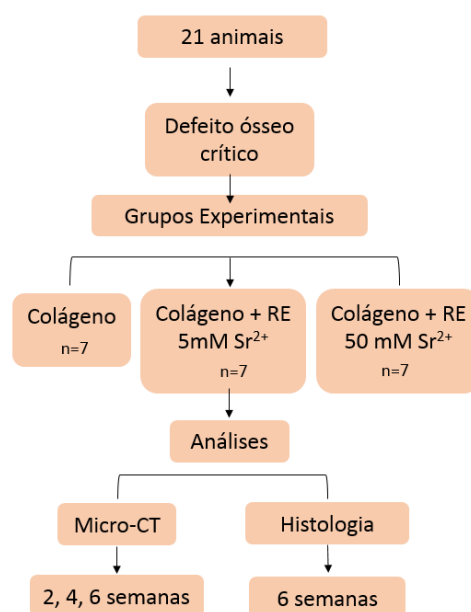 21 animais
Defeito ósseo
crítico
Grupos Experimentais
Colágeno
n=7
Colágeno + RE
5mM Sr²⁺
n=7
Colágeno + RE
50 mM Sr²⁺
n=7
Análises
Micro-CT
Histologia
2, 4, 6 semanas
6 semanas